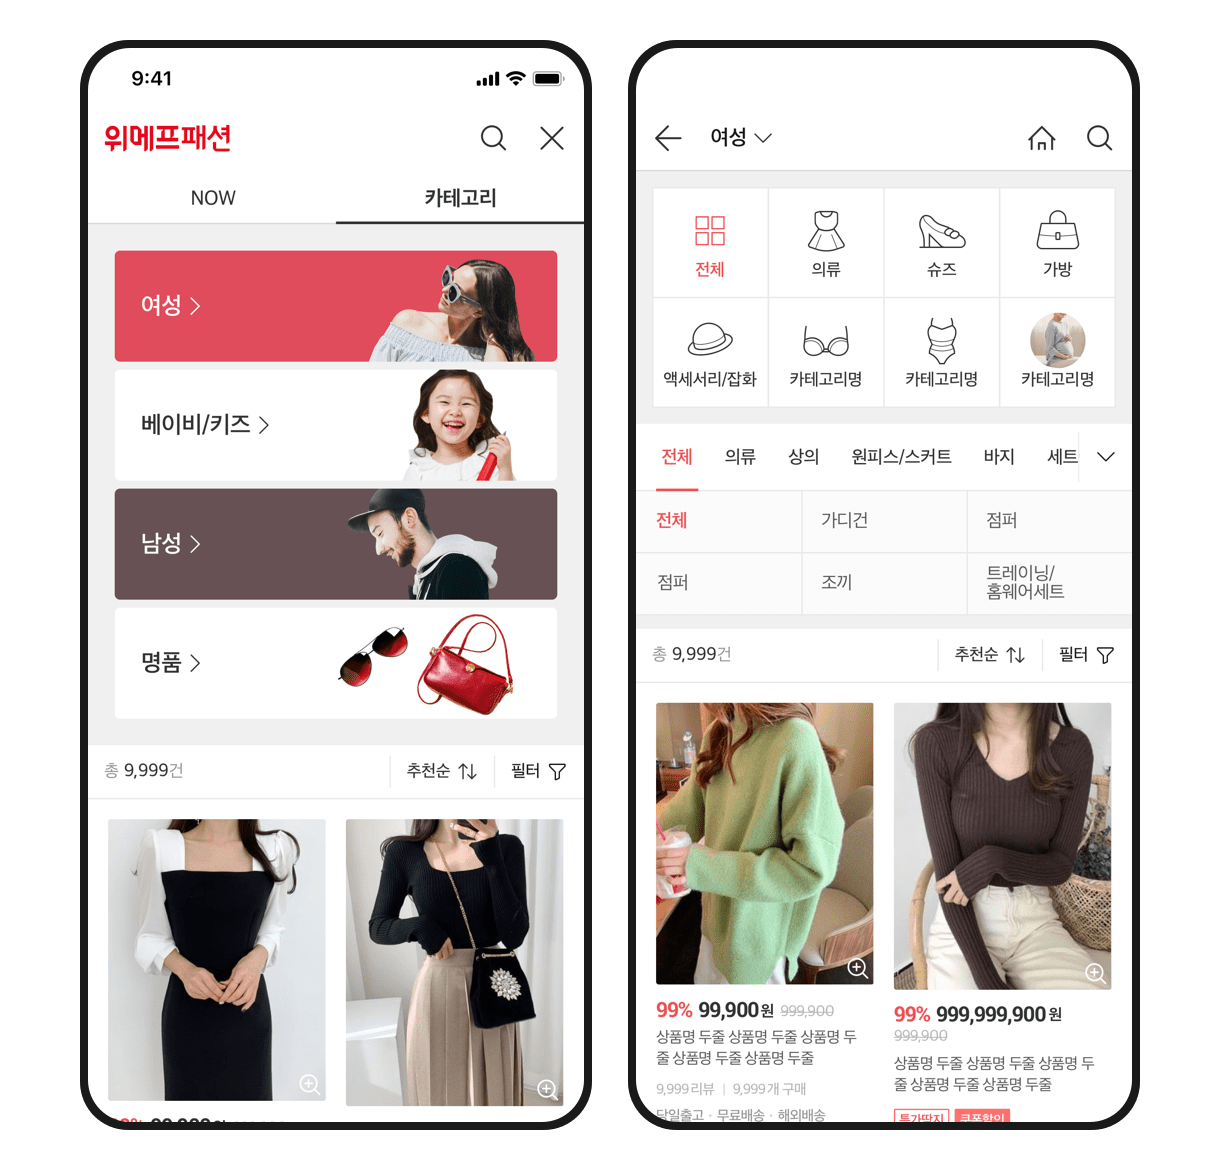 9:41
위메프패션
NOW
카테고리
여성
베이비/키즈
남성
명품
총 9,999건
추천순
필터
여성
전체
의류
슈즈
가방
액세서리/잡화
카테고리명
카테고리명
카테고리명
전체
의류
상의
원피스/스커트
바지
세트
전체
가디건
점퍼
점퍼
조끼
트레이닝/
홈웨어세트
총 9,999건
추천순
필터
99% 99,900원 999,900
상품명 두줄 상품명 두줄 상품명 두
줄 상품명 두줄 상품명 두줄
9,999 리뷰 | 9,999개 구매
당일출고 · 무료배송 · 해외배송
99% 999,999,900원
999,900
상품명 두줄 상품명 두줄 상품명 두
줄 상품명 두줄 상품명 두줄
특가딱지
쿠폰할인